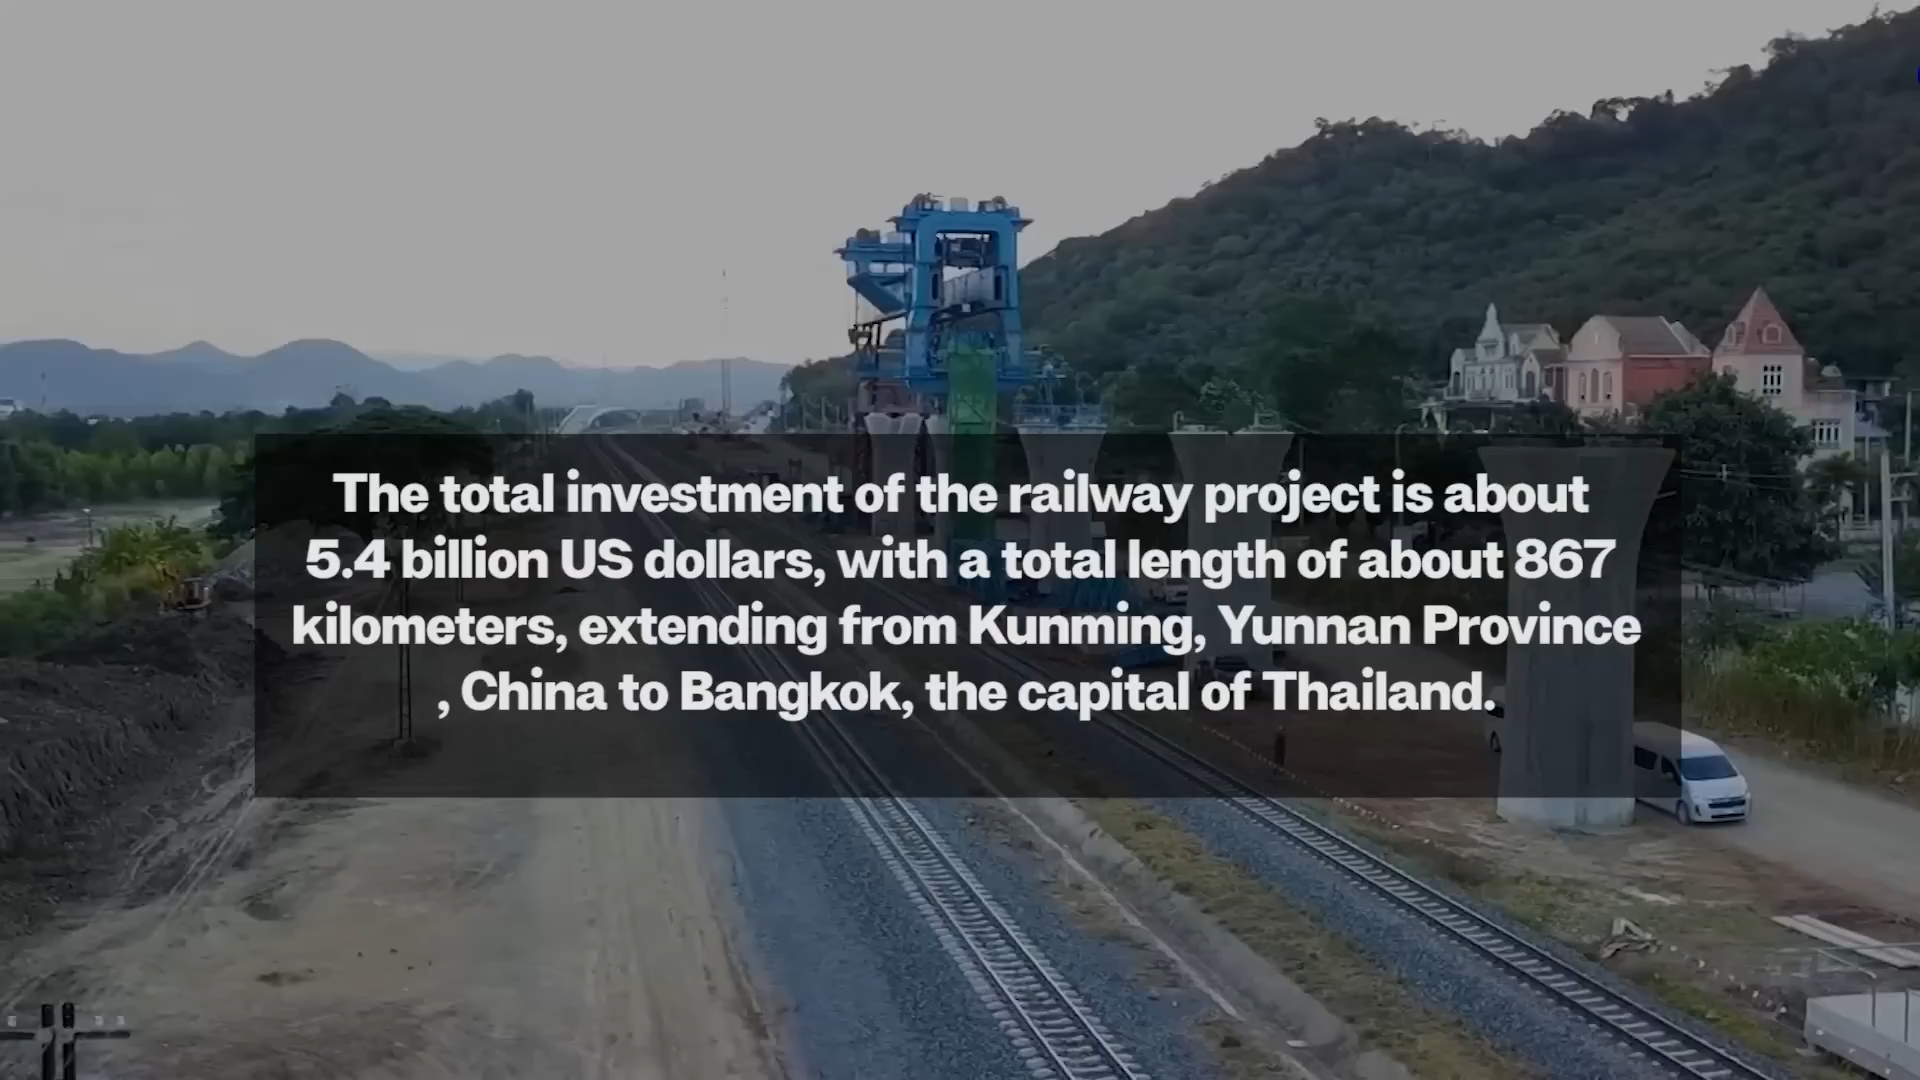 The total investment of the railway project is about
5.4 billion US dollars, with a total length of about 867
kilometers, extending from Kunming, Yunnan Province
, China to Bangkok, the capital of Thailand.